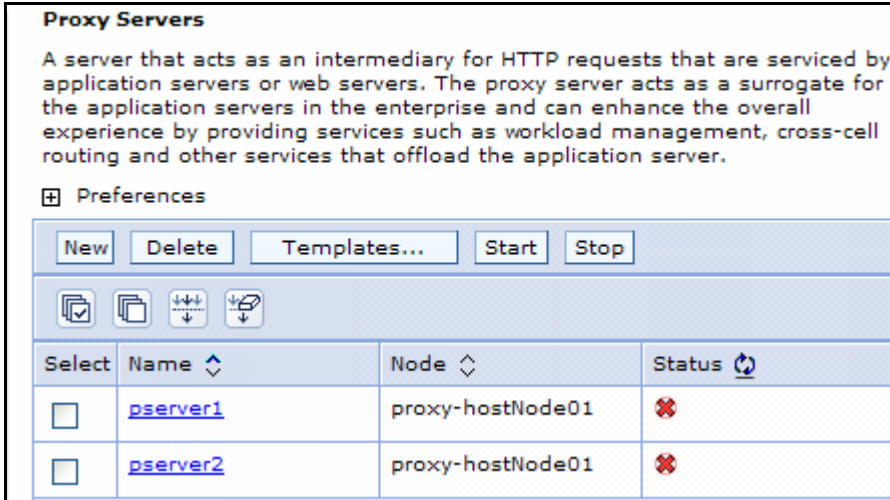 Proxy Servers
A server that acts as an intermediary for HTTP requests that are serviced by
application servers or web servers. The proxy server acts as a surrogate for
the application servers in the enterprise and can enhance the overall
experience by providing services such as workload management, cross-cell
routing and other services that offload the application server.
Preferences
New Delete Templates... Start Stop
Select Name Node Status
pserver1 proxy-hostNode01
pserver2 proxy-hostNode01